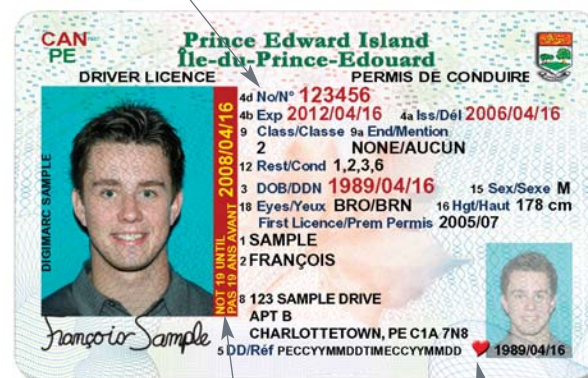 CAN
PE
Prince Edward Island
Île-du-Prince-Edouard
DRIVER LICENCE PERMIS DE CONDUIRE
4d No/N° 123456
4b Exp 2012/04/16 4a Iss/Dél 2006/04/16
9 Class/Classe 9a End/Mention
2 NONE/AUCUN
12 Rest/Cond 1,2,3,6
3 DOB/DDN 1989/04/16 15 Sex/Sexe M
18 Eyes/Yeux BRO/BRN 16 Hgt/Haut 178 cm
First Licence/Prem Permis 2005/07
1 SAMPLE
2 FRANÇOIS
8 123 SAMPLE DRIVE
APT B
CHARLOTTETOWN, PE C1A 7N8
5 DD/Réf PECCYYMMDDTIMECCYYMMDD 1989/04/16
DIGIMARC SAMPLE
NOT 19 UNTIL
PAS 19 ANS AVANT 2008/04/16
François Sample